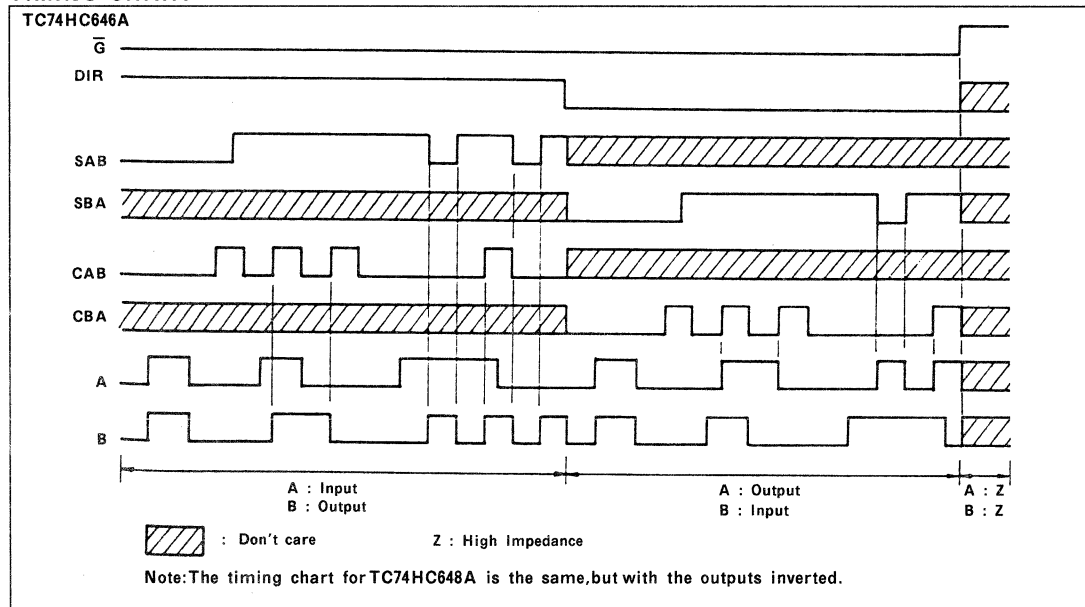 TC74HC646A
G̅
DIR
SAB
SBA
CAB
CBA
A
B
A : Input
B : Output
A : Output
B : Input
A : Z
B : Z
: Don't care
Z : High Impedance
Note:The timing chart for TC74HC648A is the same,but with the outputs inverted.